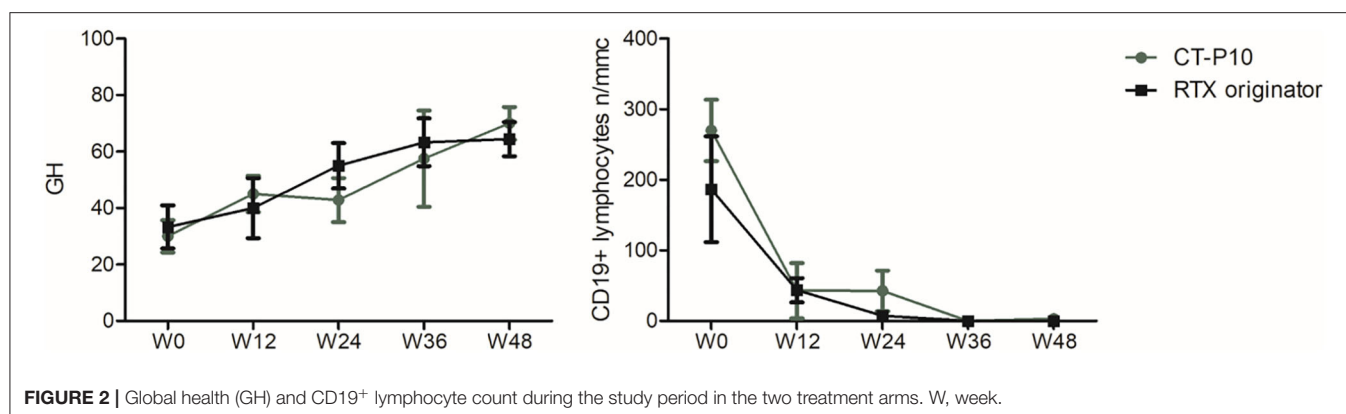 100
80
60
40
20
0
GH
W0 W12 W24 W36 W48
400
300
200
100
0
CD19+ lymphocytes n/mmc
W0 W12 W24 W36 W48
CT-P10
RTX originator
FIGURE 2 | Global health (GH) and CD19⁺ lymphocyte count during the study period in the two treatment arms. W, week.